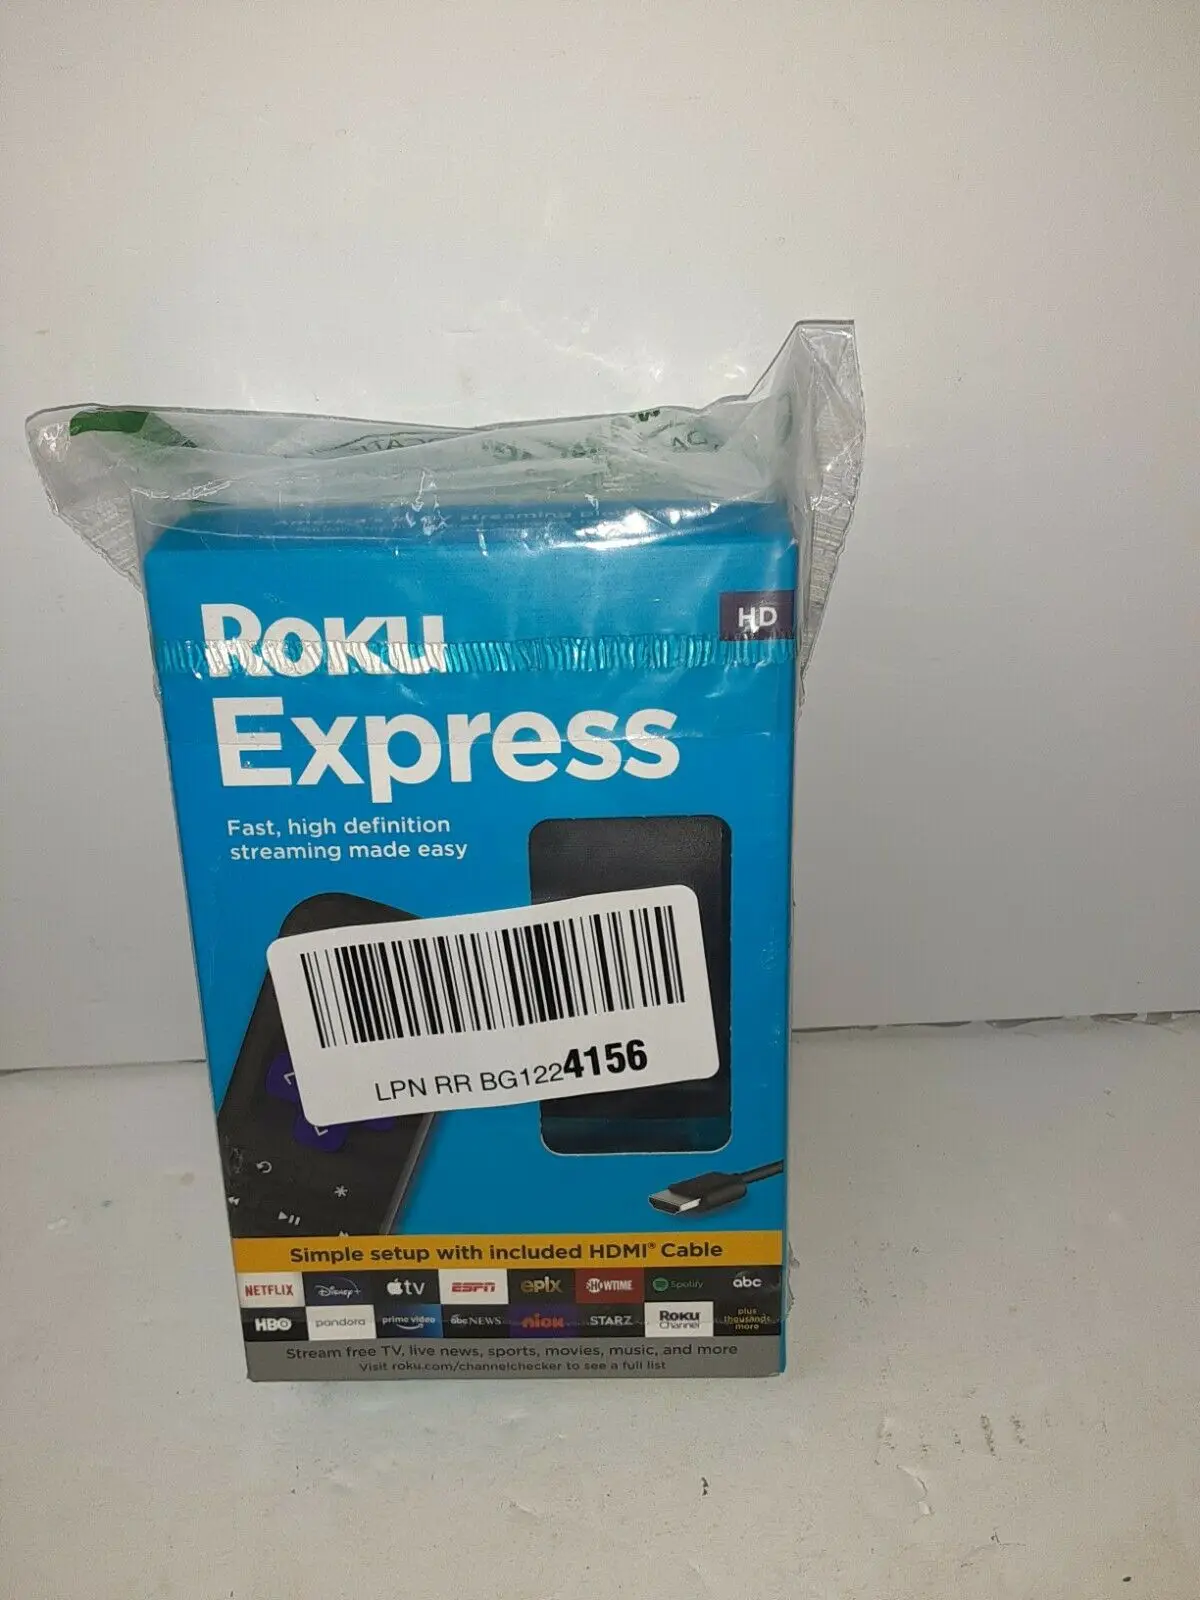 Roku
HD
Express
Fast, high definition
streaming made easy
LPN RR BG1224156
Simple setup with included HDMI® Cable
NETFLIX Disney+ tv ESPN epix SHOWTIME Spotify abc
HBO pandora prime video abc NEWS nick STARZ Roku Channel plus thousands more
Stream free TV, live news, sports, movies, music, and more
Visit roku.com/channelchecker to see a full list